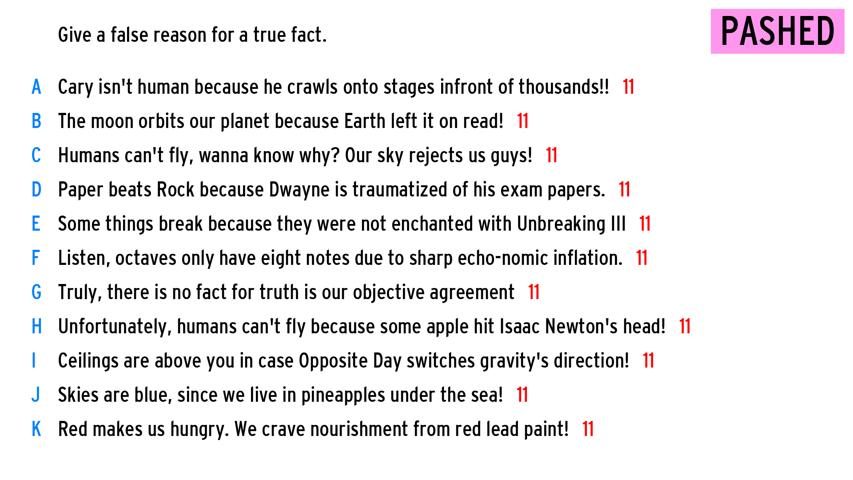 Give a false reason for a true fact.
PASHED
A Cary isn't human because he crawls onto stages infront of thousands!! 11
B The moon orbits our planet because Earth left it on read! 11
C Humans can't fly, wanna know why? Our sky rejects us guys! 11
D Paper beats Rock because Dwayne is traumatized of his exam papers. 11
E Some things break because they were not enchanted with Unbreaking III 11
F Listen, octaves only have eight notes due to sharp echo-nomic inflation. 11
G Truly, there is no fact for truth is our objective agreement 11
H Unfortunately, humans can't fly because some apple hit Isaac Newton's head! 11
I Ceilings are above you in case Opposite Day switches gravity's direction! 11
J Skies are blue, since we live in pineapples under the sea! 11
K Red makes us hungry. We crave nourishment from red lead paint! 11